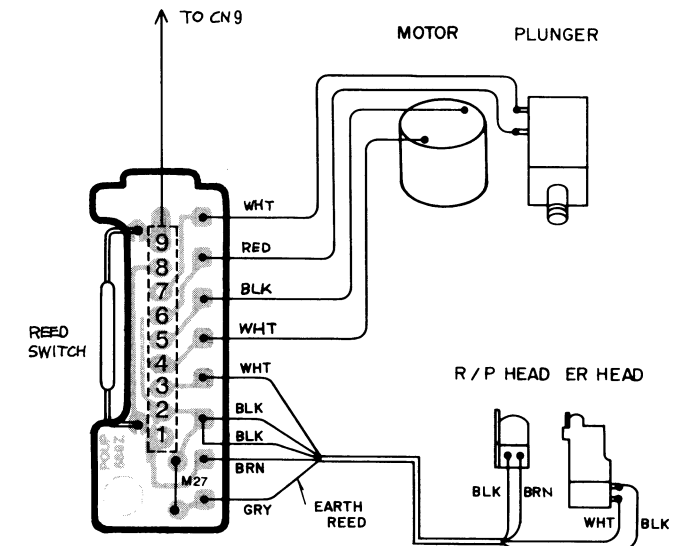 TO CN9
MOTOR
PLUNGER
WHT
RED
BLK
WHT
WHT
BLK
BLK
BRN
GRY
9
8
7
6
5
4
3
2
1
M27
REED
SWITCH
EARTH
REED
R/P HEAD
ER HEAD
BLK
BRN
WHT
BLK